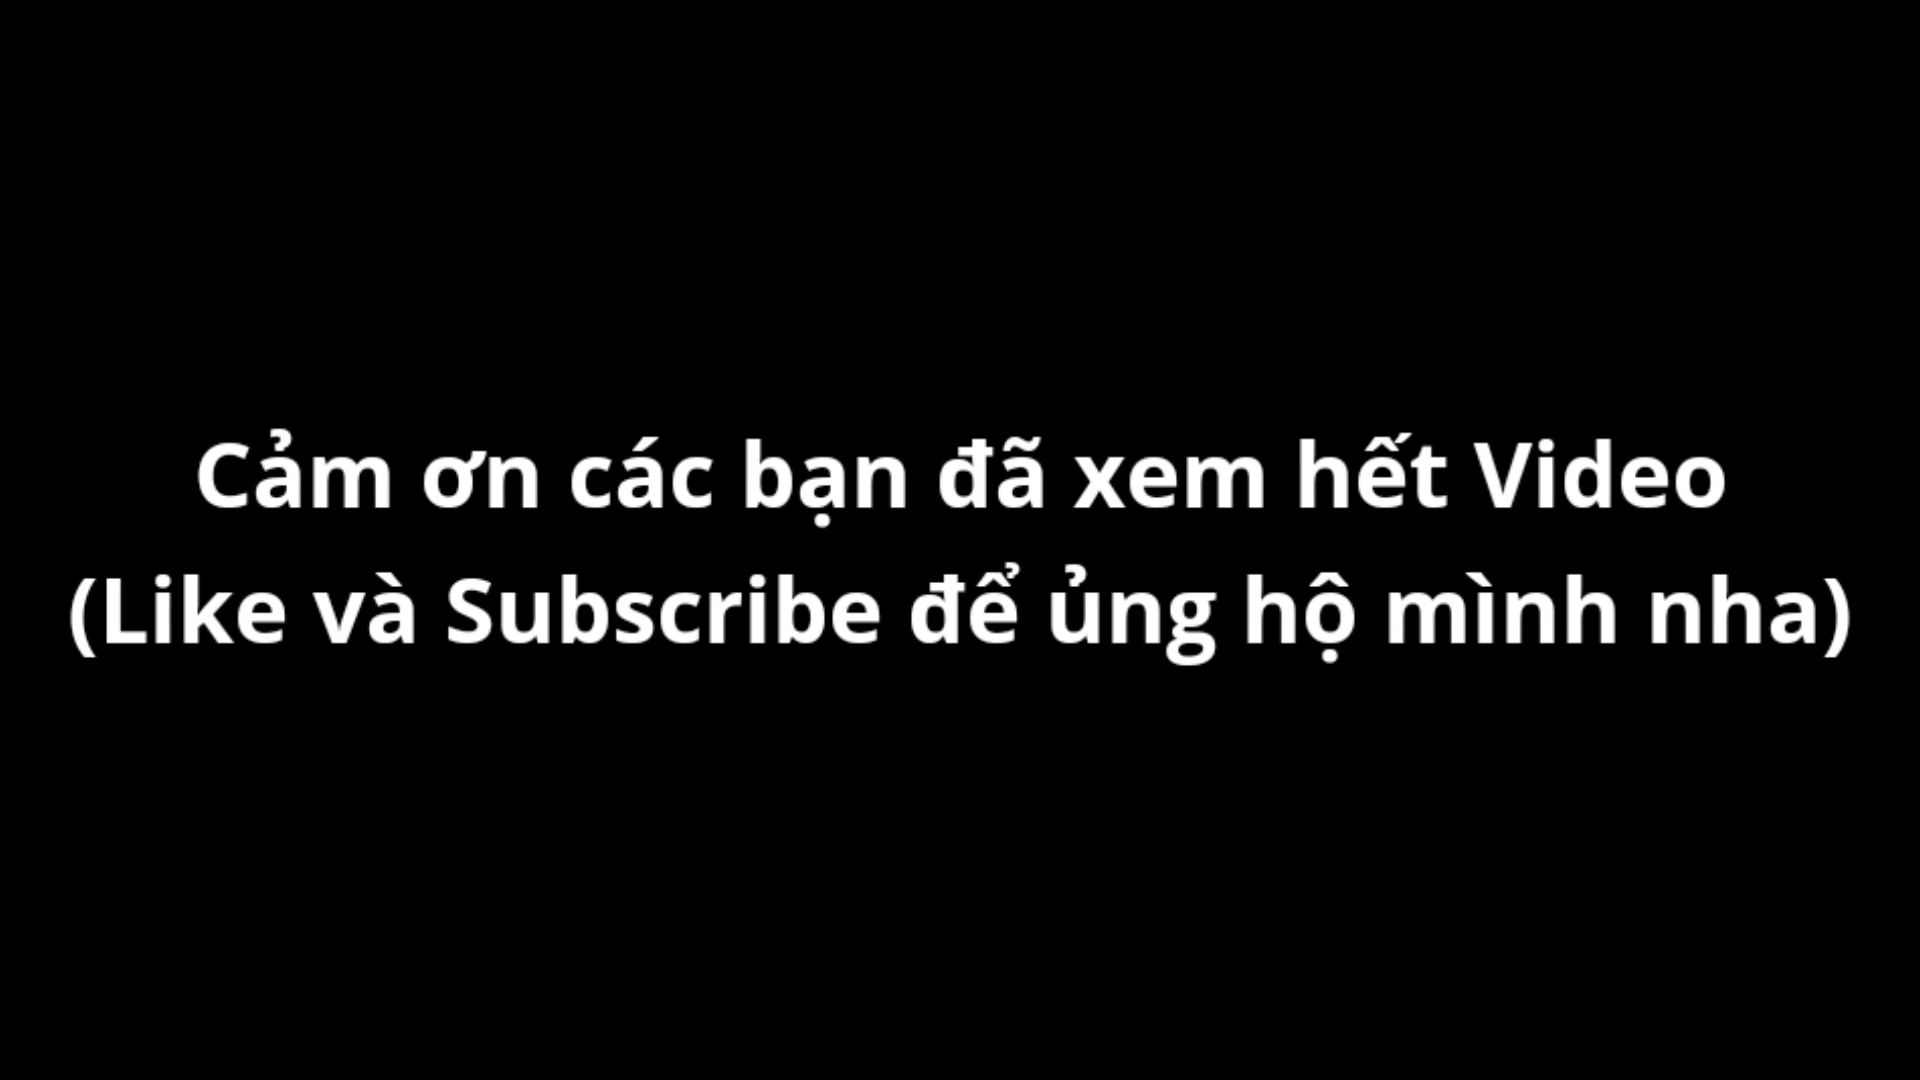 Cảm ơn các bạn đã xem hết Video
(Like và Subscribe để ủng hộ mình nha)